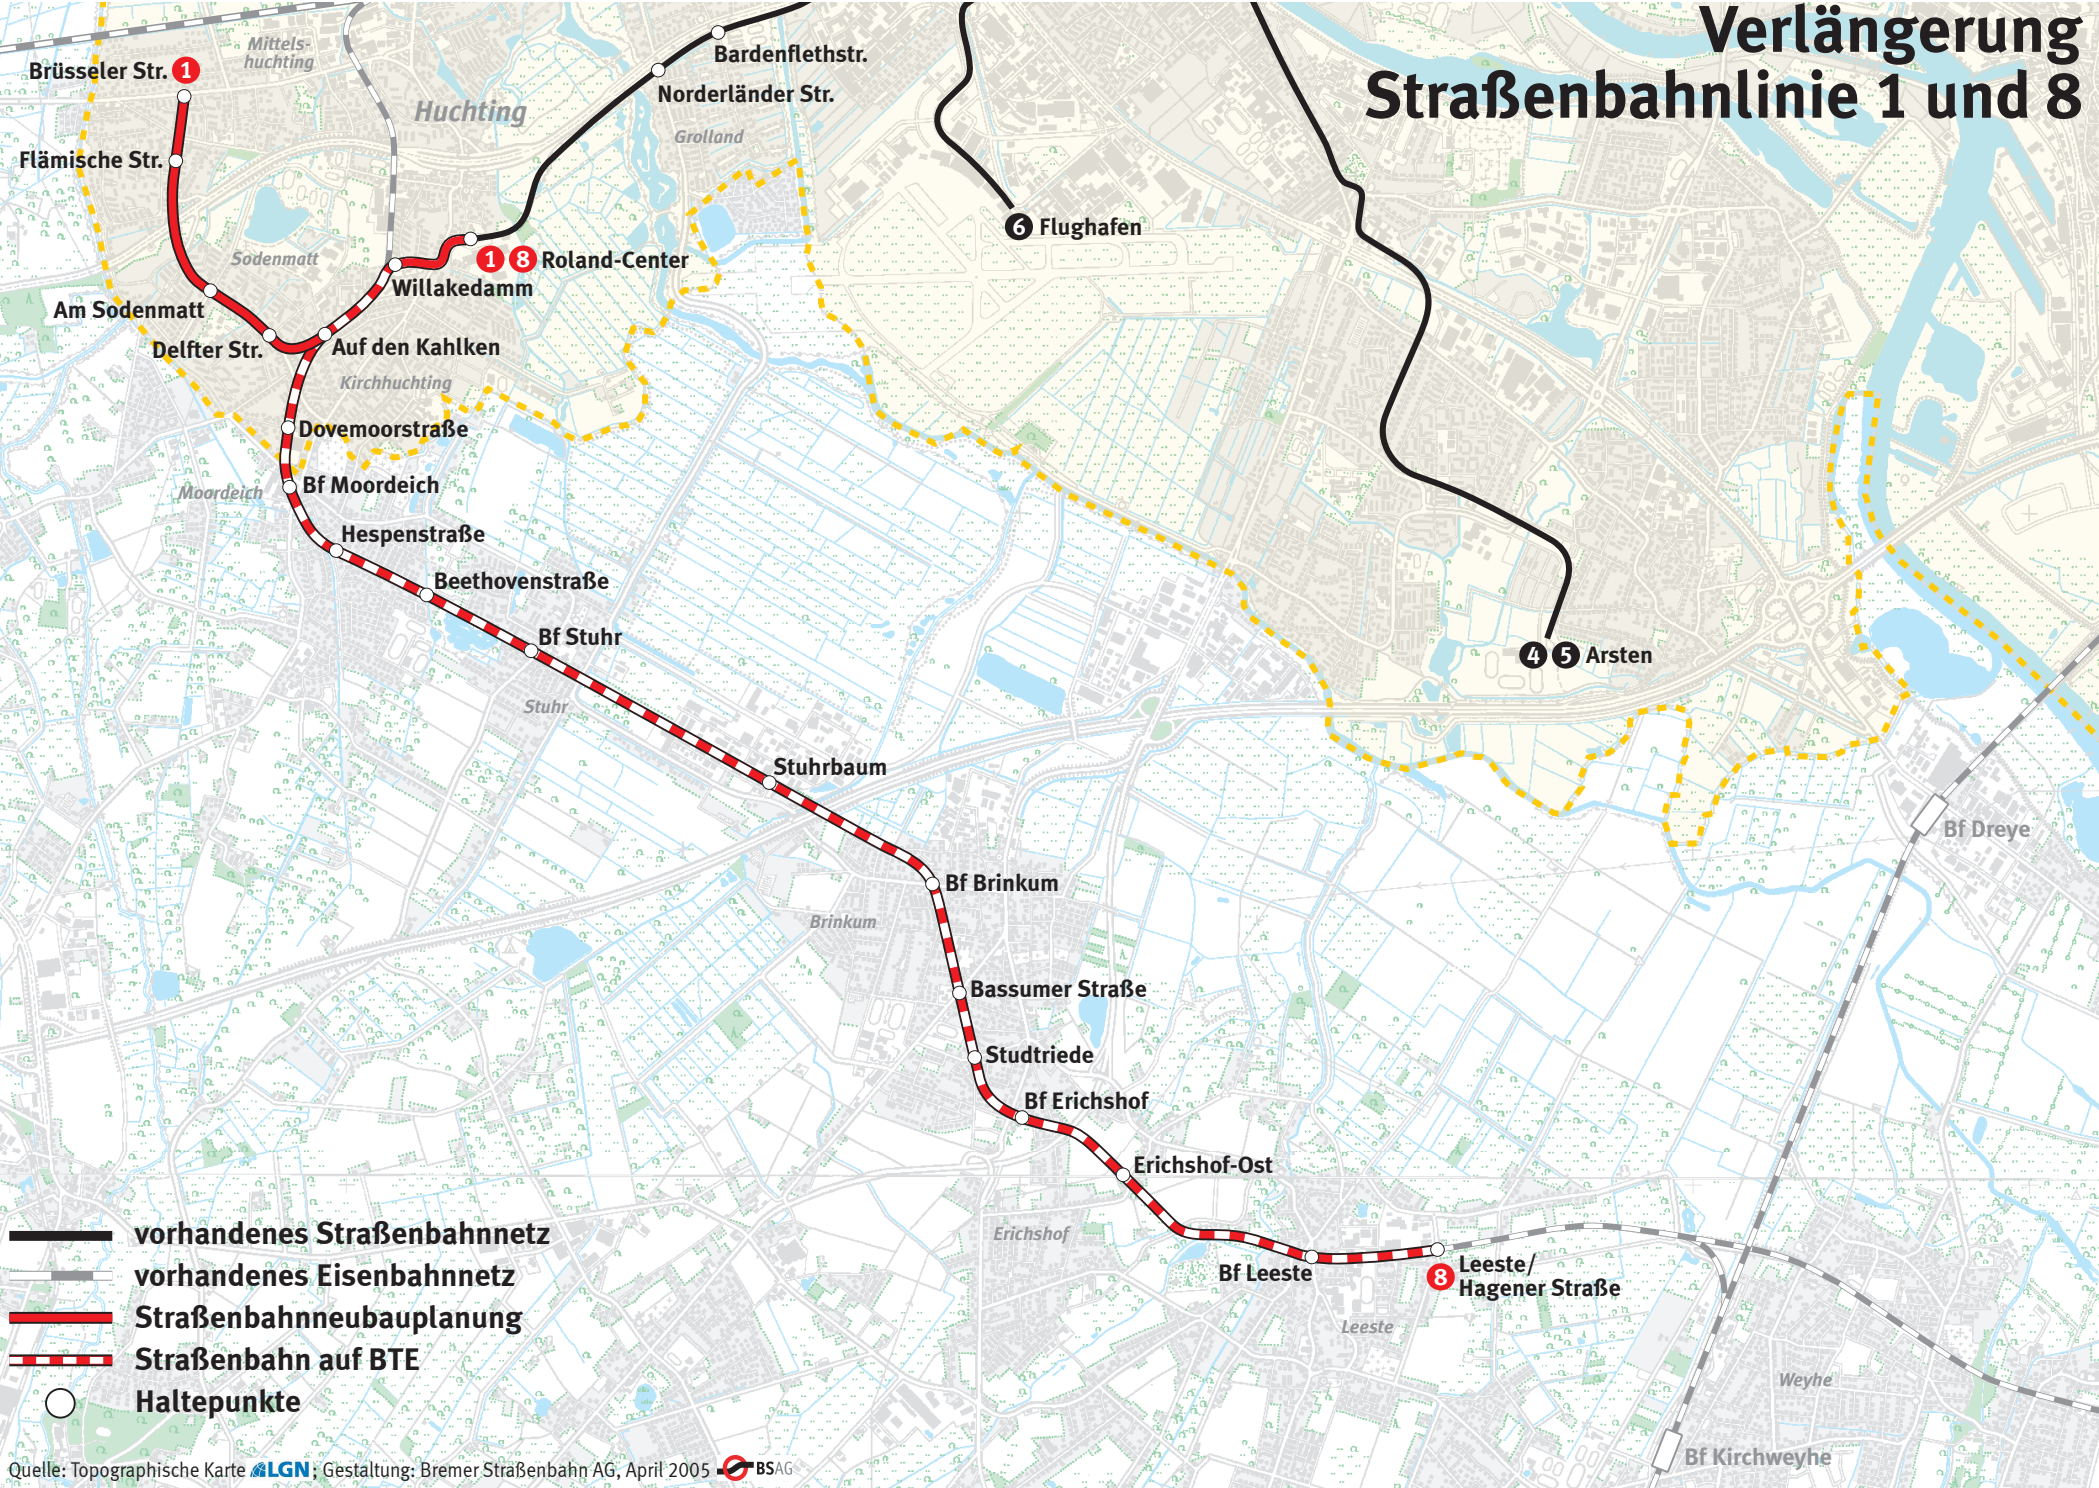 Verlängerung
Straßenbahnlinie 1 und 8
Bardenflethstr.
Norderländer Str.
Mittels-
huchting
Brüsseler Str. 1
Huchting
Grolland
Flämische Str.
6 Flughafen
Sodenmatt
1 8 Roland-Center
Willakedamm
Am Sodenmatt
Delfter Str.
Auf den Kahlken
Kirchhuchting
Dovemoorstraße
Bf Moordeich
Moordeich
Hespenstraße
Beethovenstraße
Bf Stuhr
4 5 Arsten
Stuhr
Stuhrbaum
Bf Dreye
Bf Brinkum
Brinkum
Bassumer Straße
Studtriede
Bf Erichshof
Erichshof-Ost
Erichshof
Bf Leeste
8 Leeste/
Hagener Straße
Leeste
Weyhe
Bf Kirchweyhe
vorhandenes Straßenbahnnetz
vorhandenes Eisenbahnnetz
Straßenbahnneubauplanung
Straßenbahn auf BTE
Haltepunkte
Quelle: Topographische Karte LGN; Gestaltung: Bremer Straßenbahn AG, April 2005 BSAG